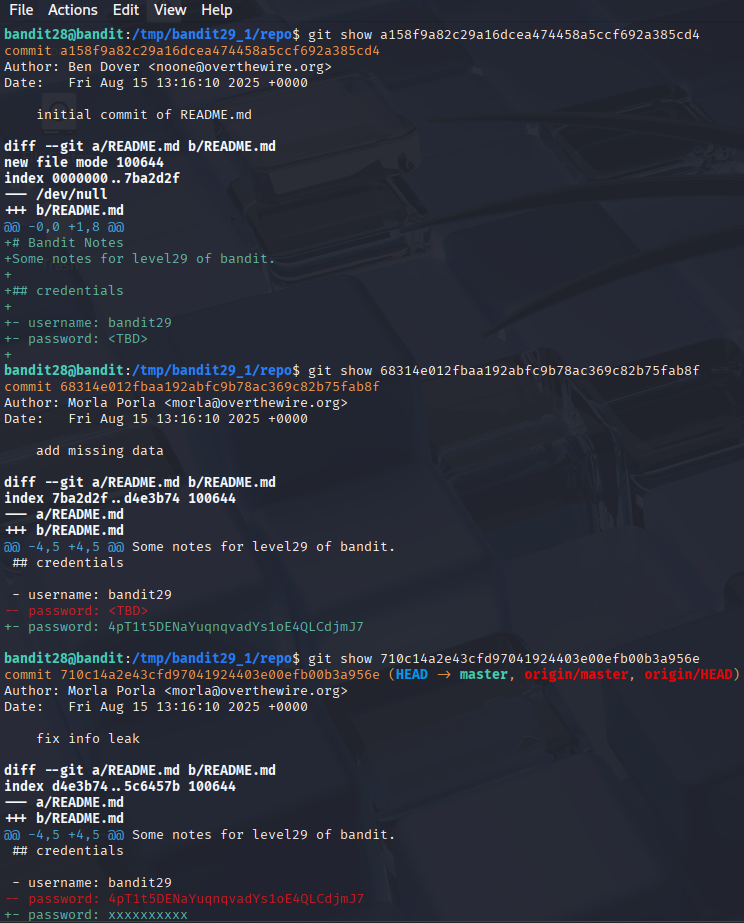 File Actions Edit View Help
bandit28@bandit:/tmp/bandit29_1/repo$ git show a158f9a82c29a16dcea474458a5ccf692a385cd4
commit a158f9a82c29a16dcea474458a5ccf692a385cd4
Author: Ben Dover <noone@overthewire.org>
Date:   Fri Aug 15 13:16:10 2025 +0000

    initial commit of README.md

diff --git a/README.md b/README.md
new file mode 100644
index 0000000..7ba2d2f
--- /dev/null
+++ b/README.md
@@ -0,0 +1,8 @@
+# Bandit Notes
+Some notes for level29 of bandit.
+
+## credentials
+
+- username: bandit29
+- password: <TBD>
+
bandit28@bandit:/tmp/bandit29_1/repo$ git show 68314e012fbaa192abfc9b78ac369c82b75fab8f
commit 68314e012fbaa192abfc9b78ac369c82b75fab8f
Author: Morla Porla <morla@overthewire.org>
Date:   Fri Aug 15 13:16:10 2025 +0000

    add missing data

diff --git a/README.md b/README.md
index 7ba2d2f..d4e3b74 100644
--- a/README.md
+++ b/README.md
@@ -4,5 +4,5 @@ Some notes for level29 of bandit.
 ## credentials

 - username: bandit29
-- password: <TBD>
+- password: 4pT1t5DENaYuqnqvadYs1oE4QLCdjmJ7

bandit28@bandit:/tmp/bandit29_1/repo$ git show 710c14a2e43cfd97041924403e00efb00b3a956e
commit 710c14a2e43cfd97041924403e00efb00b3a956e (HEAD -> master, origin/master, origin/HEAD)
Author: Morla Porla <morla@overthewire.org>
Date:   Fri Aug 15 13:16:10 2025 +0000

    fix info leak

diff --git a/README.md b/README.md
index d4e3b74..5c6457b 100644
--- a/README.md
+++ b/README.md
@@ -4,5 +4,5 @@ Some notes for level29 of bandit.
 ## credentials

 - username: bandit29
-- password: 4pT1t5DENaYuqnqvadYs1oE4QLCdjmJ7
+- password: xxxxxxxxxx